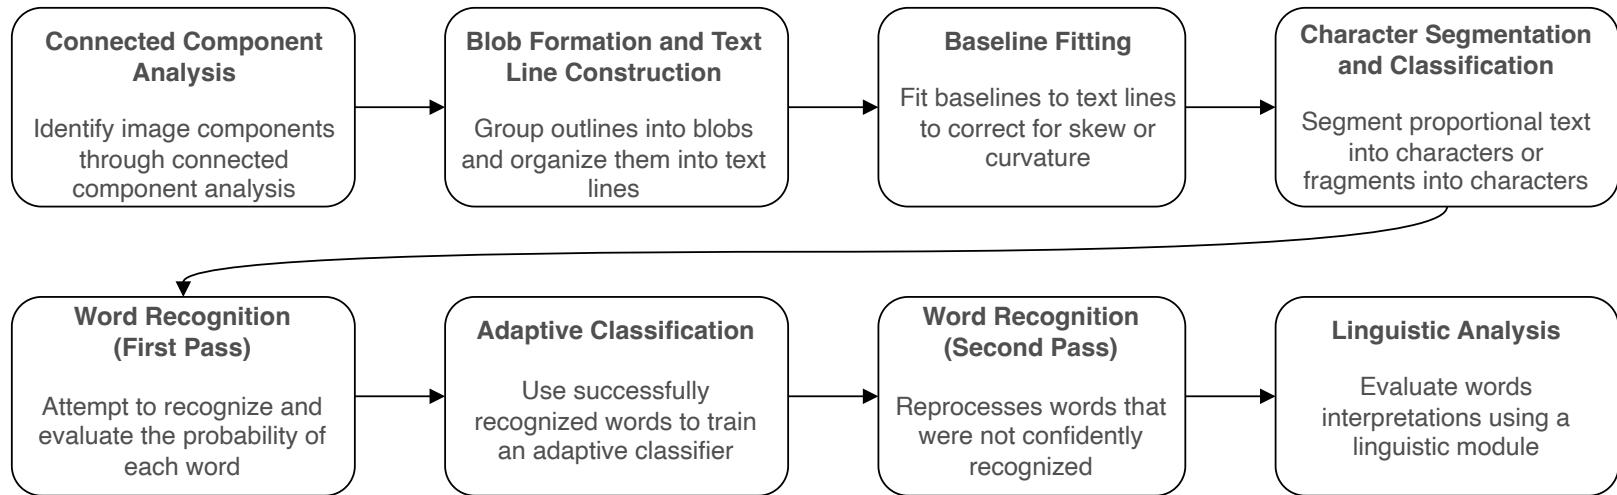 Connected Component
Analysis
Identify image components
through connected
component analysis
Blob Formation and Text
Line Construction
Group outlines into blobs
and organize them into text
lines
Baseline Fitting
Fit baselines to text lines
to correct for skew or
curvature
Character Segmentation
and Classification
Segment proportional text
into characters or
fragments into characters
Word Recognition
(First Pass)
Attempt to recognize and
evaluate the probability of
each word
Adaptive Classification
Use successfully
recognized words to train
an adaptive classifier
Word Recognition
(Second Pass)
Reprocesses words that
were not confidently
recognized
Linguistic Analysis
Evaluate words
interpretations using a
linguistic module